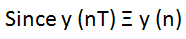 Since y (nT) Ξ y (n)